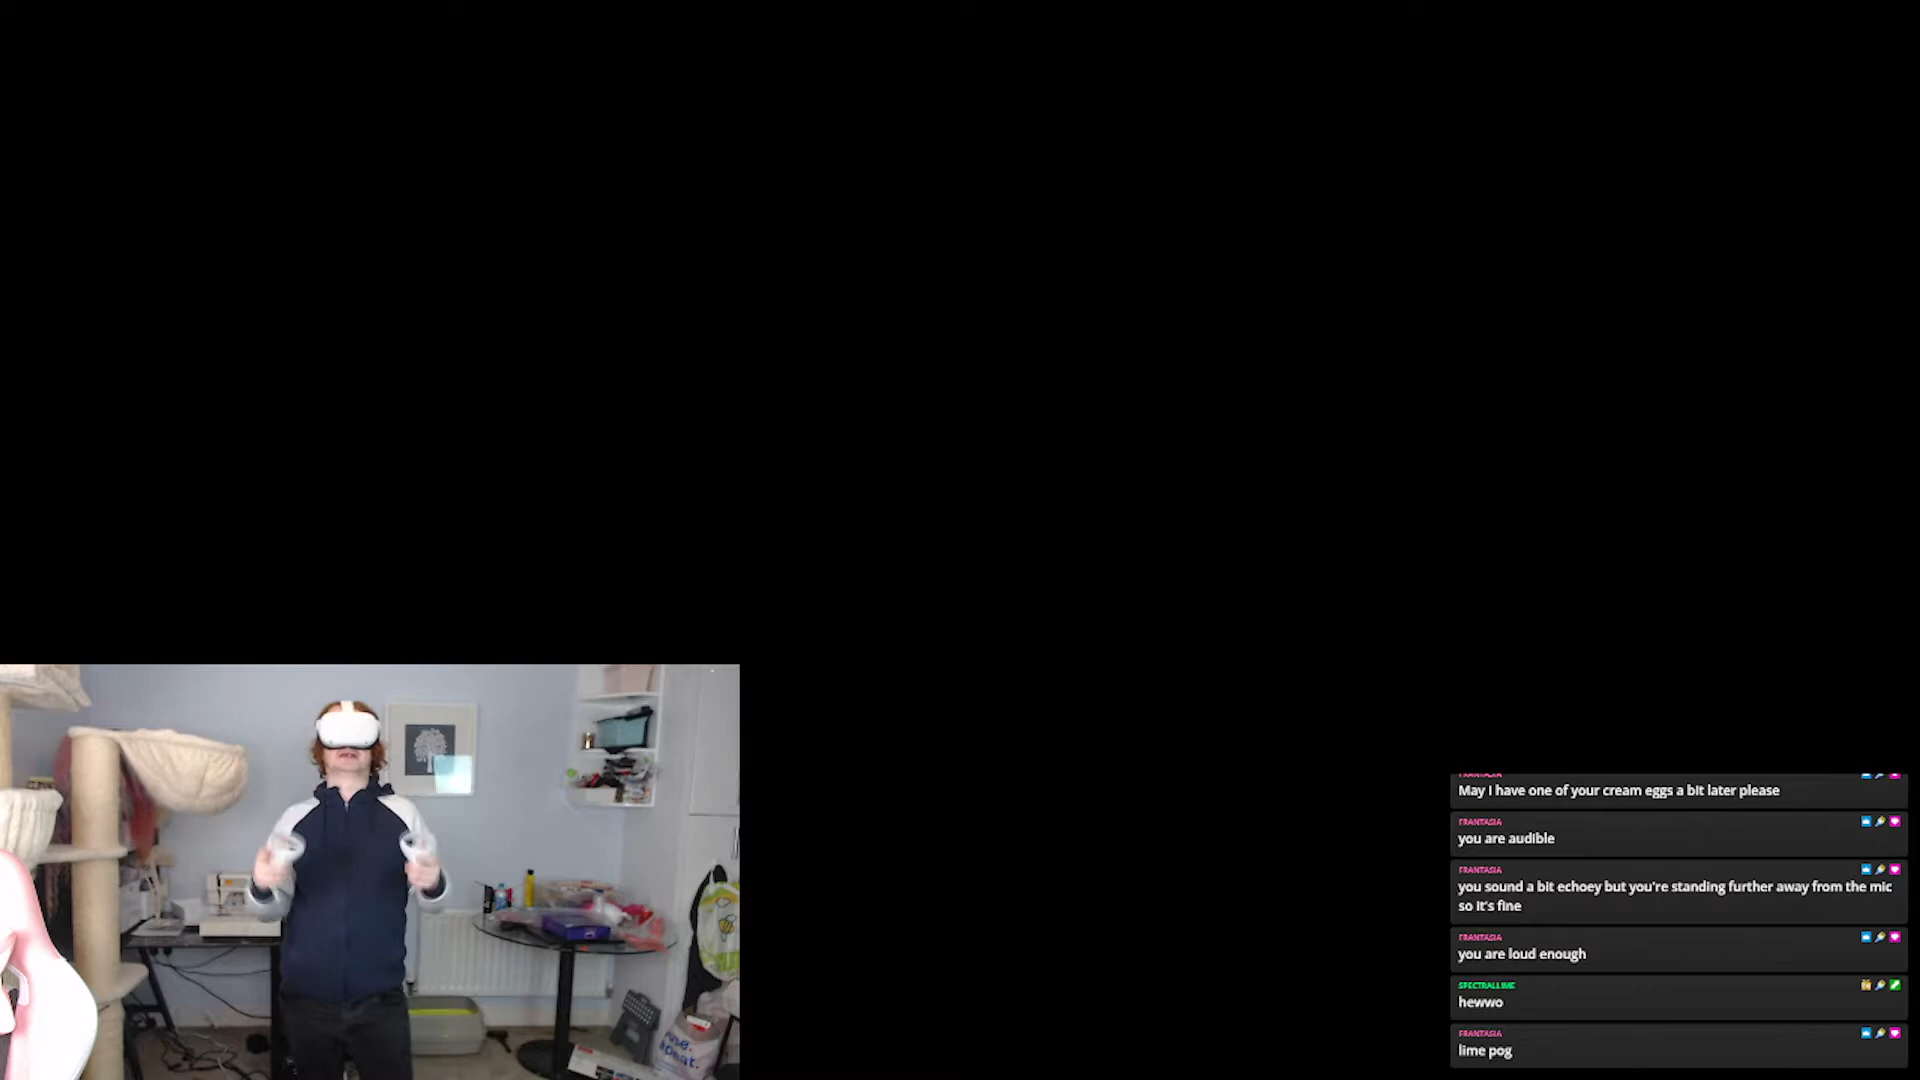 FRANTASIA
May I have one of your cream eggs a bit later please
FRANTASIA
you are audible
FRANTASIA
you sound a bit echoey but you're standing further away from the mic
so it's fine
FRANTASIA
you are loud enough
SPECTRALLIME
hewwo
FRANTASIA
lime pog